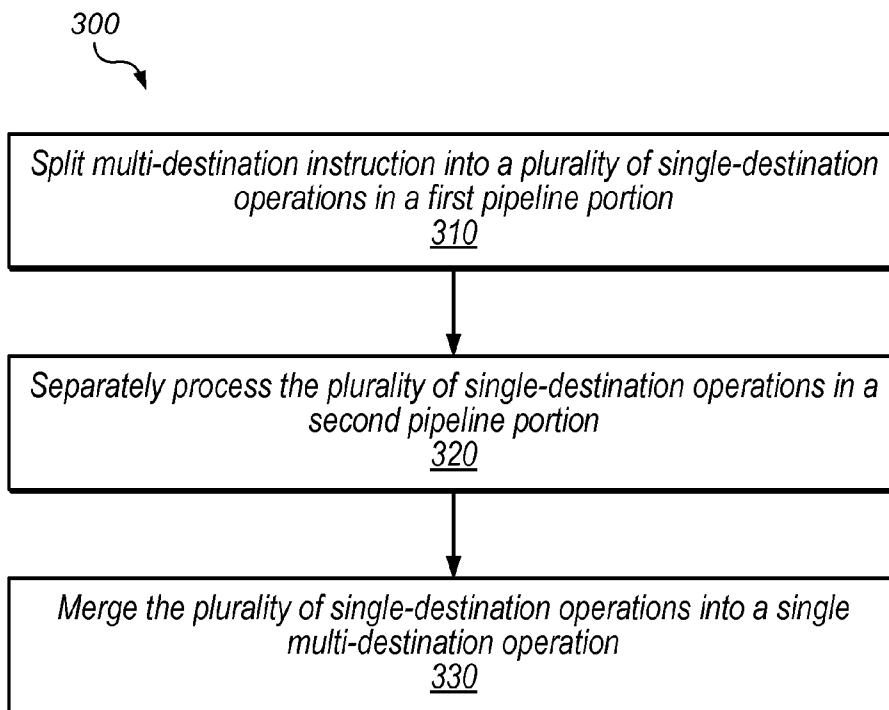 300
Split multi-destination instruction into a plurality of single-destination
operations in a first pipeline portion
310
Separately process the plurality of single-destination operations in a
second pipeline portion
320
Merge the plurality of single-destination operations into a single
multi-destination operation
330